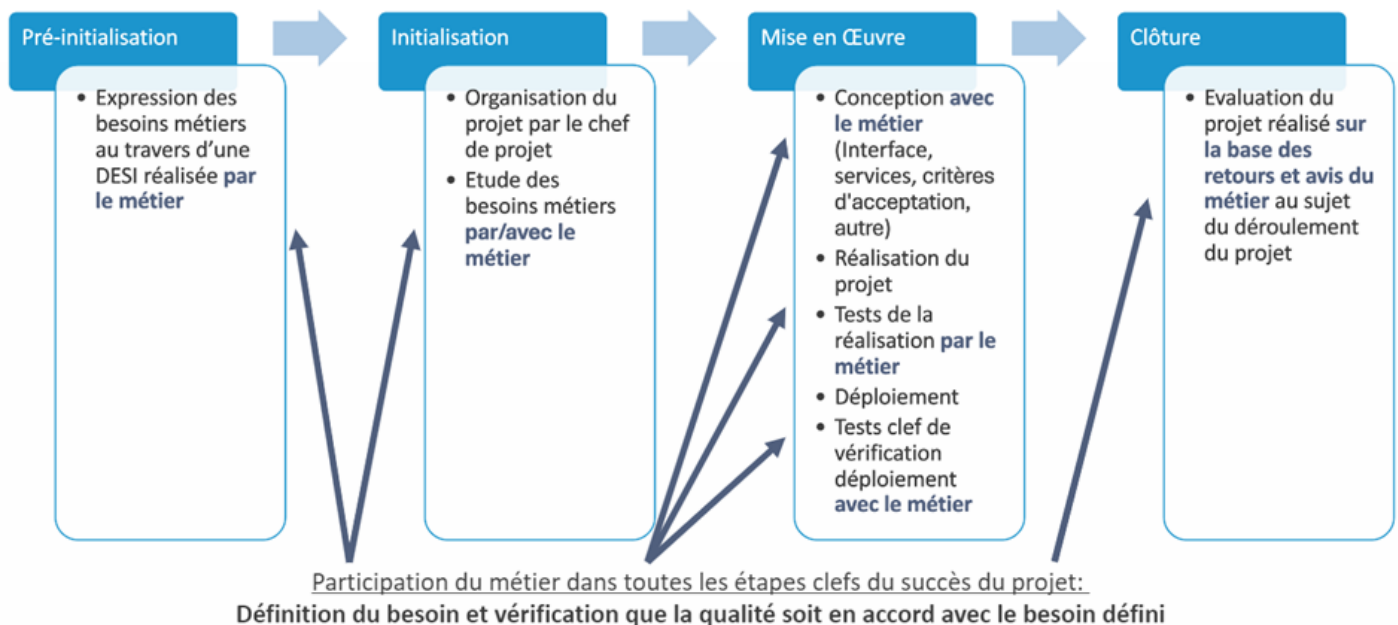 Pré-initialisation
• Expression des
besoins métiers
au travers d'une
DESI réalisée par
le métier
Initialisation
• Organisation du
projet par le chef
de projet
• Etude des
besoins métiers
par/avec le
métier
Mise en Œuvre
• Conception avec
le métier
(Interface,
services, critères
d'acceptation,
autre)
• Réalisation du
projet
• Tests de la
réalisation par le
métier
• Déploiement
• Tests clef de
vérification
déploiement
avec le métier
Clôture
• Evaluation du
projet réalisé sur
la base des
retours et avis du
métier au sujet
du déroulement
du projet
Participation du métier dans toutes les étapes clefs du succès du projet:
Définition du besoin et vérification que la qualité soit en accord avec le besoin défini